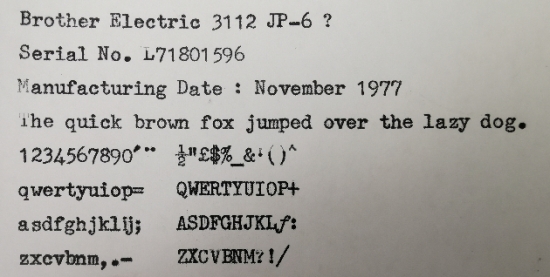 Brother Electric 3112 JP-6 ?
Serial No. L71801596
Manufacturing Date : November 1977
The quick brown fox jumped over the lazy dog.
1234567890´¨ ½"£$%_&'()^
qwertyuiop= QWERTYUIOP+
asdfghjklij; ASDFGHJKLƒ:
zxcvbnm,.- ZXCVBNM?!/